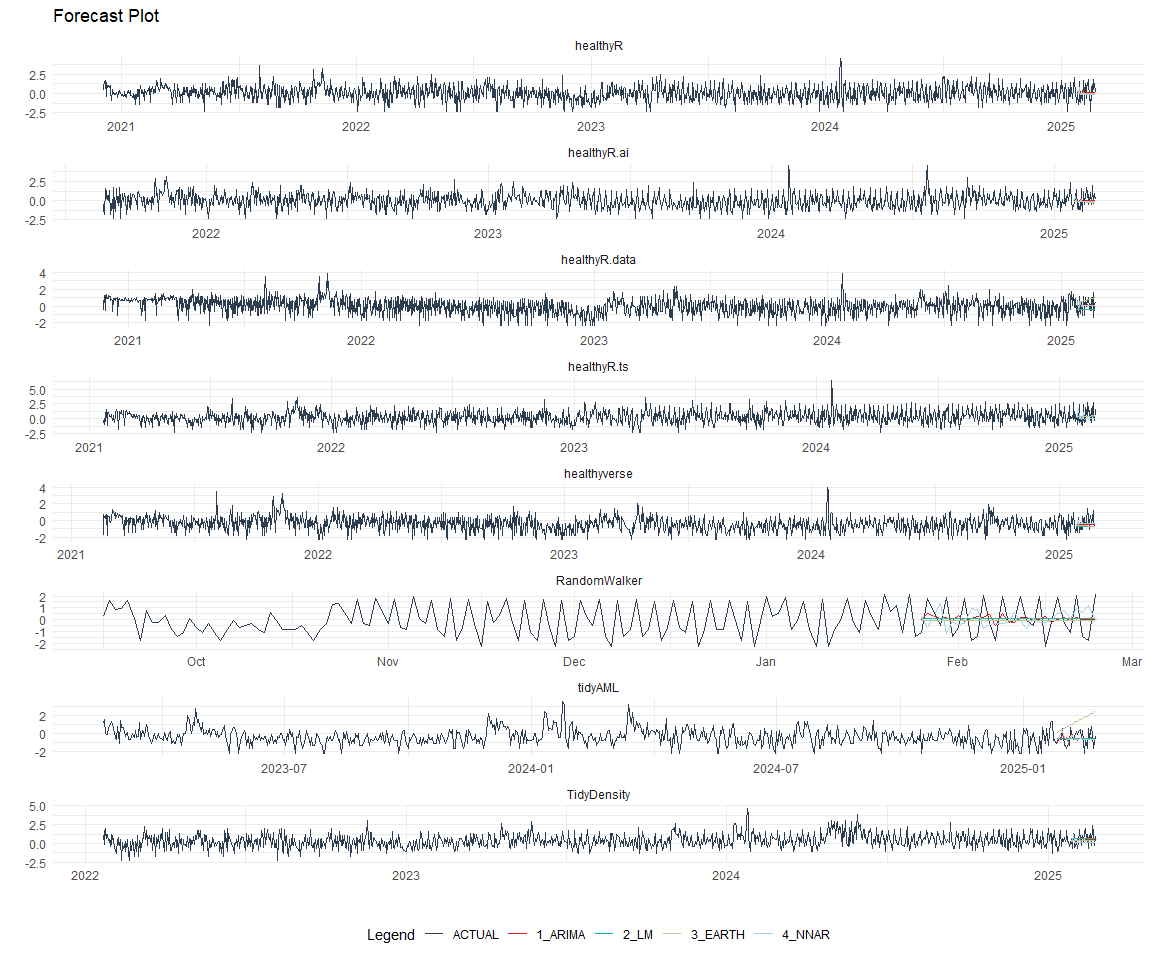 Forecast Plot
healthyR
2.5
0.0
-2.5
2021 2022 2023 2024 2025
healthyR.ai
2.5
0.0
-2.5
2022 2023 2024 2025
healthyR.data
4
2
0
-2
2021 2022 2023 2024 2025
healthyR.ts
5.0
2.5
0.0
-2.5
2021 2022 2023 2024 2025
healthyverse
4
2
0
-2
2021 2022 2023 2024 2025
RandomWalker
2
1
0
-1
-2
Oct Nov Dec Jan Feb Mar
tidyAML
2
0
-2
2023-07 2024-01 2024-07 2025-01
TidyDensity
5.0
2.5
0.0
-2.5
2022 2023 2024 2025
Legend ACTUAL 1_ARIMA 2_LM 3_EARTH 4_NNAR